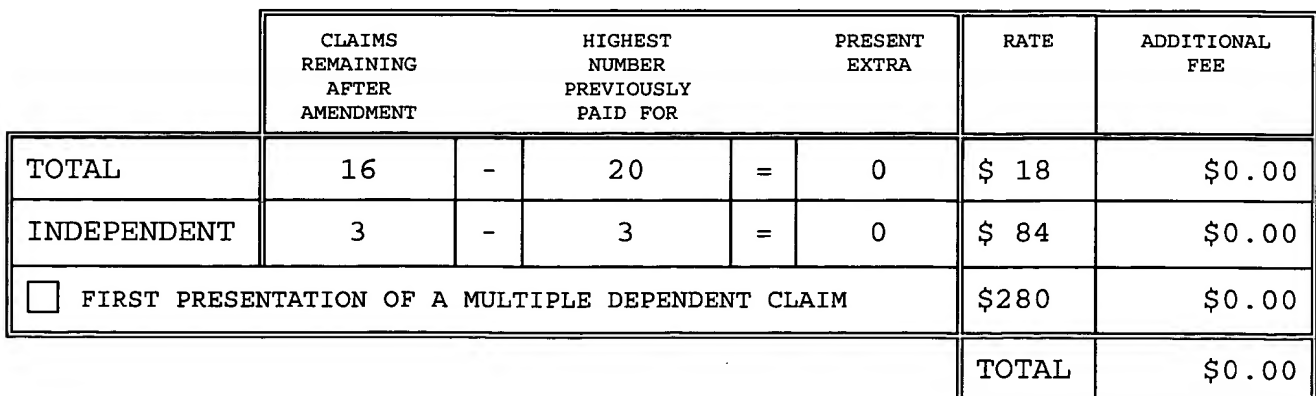 CLAIMS REMAINING AFTER AMENDMENT HIGHEST NUMBER PREVIOUSLY PAID FOR PRESENT EXTRA RATE ADDITIONAL FEE
TOTAL 16 - 20 = 0 $ 18 $0.00
INDEPENDENT 3 - 3 = 0 $ 84 $0.00
FIRST PRESENTATION OF A MULTIPLE DEPENDENT CLAIM $280 $0.00
TOTAL $0.00